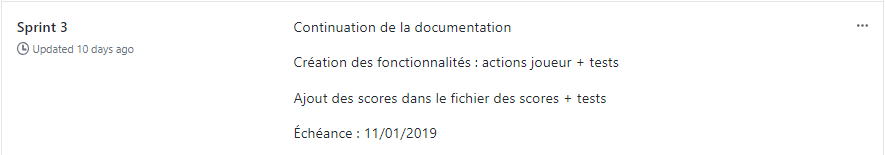 Sprint 3
Updated 10 days ago
Continuation de la documentation
Création des fonctionnalités : actions joueur + tests
Ajout des scores dans le fichier des scores + tests
Échéance : 11/01/2019